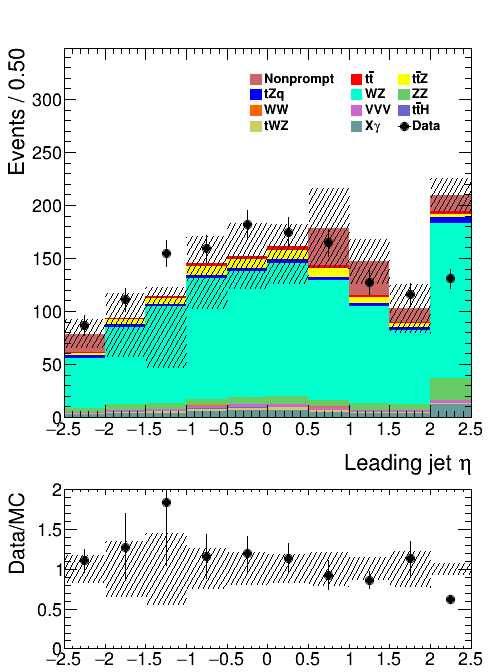 Events / 0.50
350
300
250
200
150
100
50
0
Nonprompt tt̄ tt̄Z
tZq WZ ZZ
WW VVV tt̄H
tWZ Xγ Data
−2.5 −2 −1.5 −1 −0.5 0 0.5 1 1.5 2 2.5
Leading jet η
Data/MC
2
1.5
1
0.5
0
−2.5 −2 −1.5 −1 −0.5 0 0.5 1 1.5 2 2.5